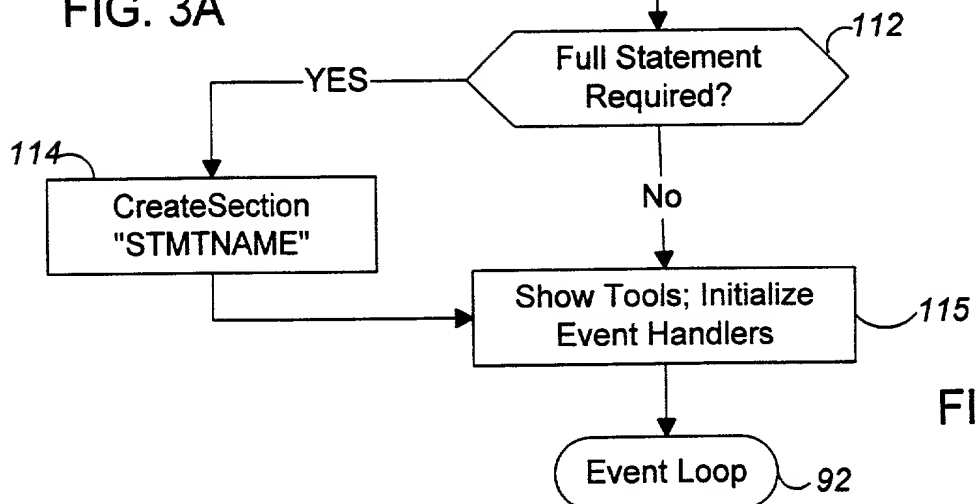 FIG. 3A
112
Full Statement
Required?
YES
114
CreateSection
"STMTNAME"
No
Show Tools; Initialize
Event Handlers
115
FI
Event Loop
92